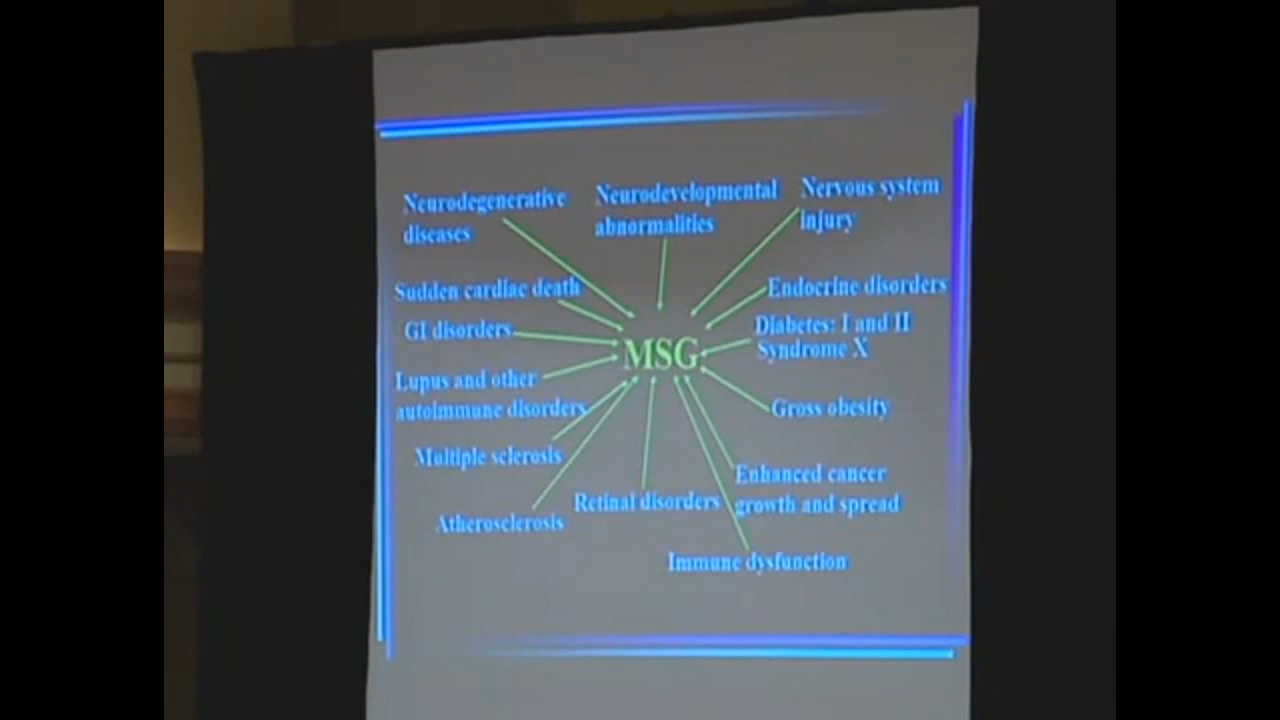 Neurodegenerative
diseases
Neurodevelopmental
abnormalities
Nervous system
injury
Sudden cardiac death
Endocrine disorders
GI disorders
Diabetes: I and II
Syndrome X
MSG
Lupus and other
autoimmune disorders
Gross obesity
Multiple sclerosis
Enhanced cancer
growth and spread
Retinal disorders
Atherosclerosis
Immune dysfunction